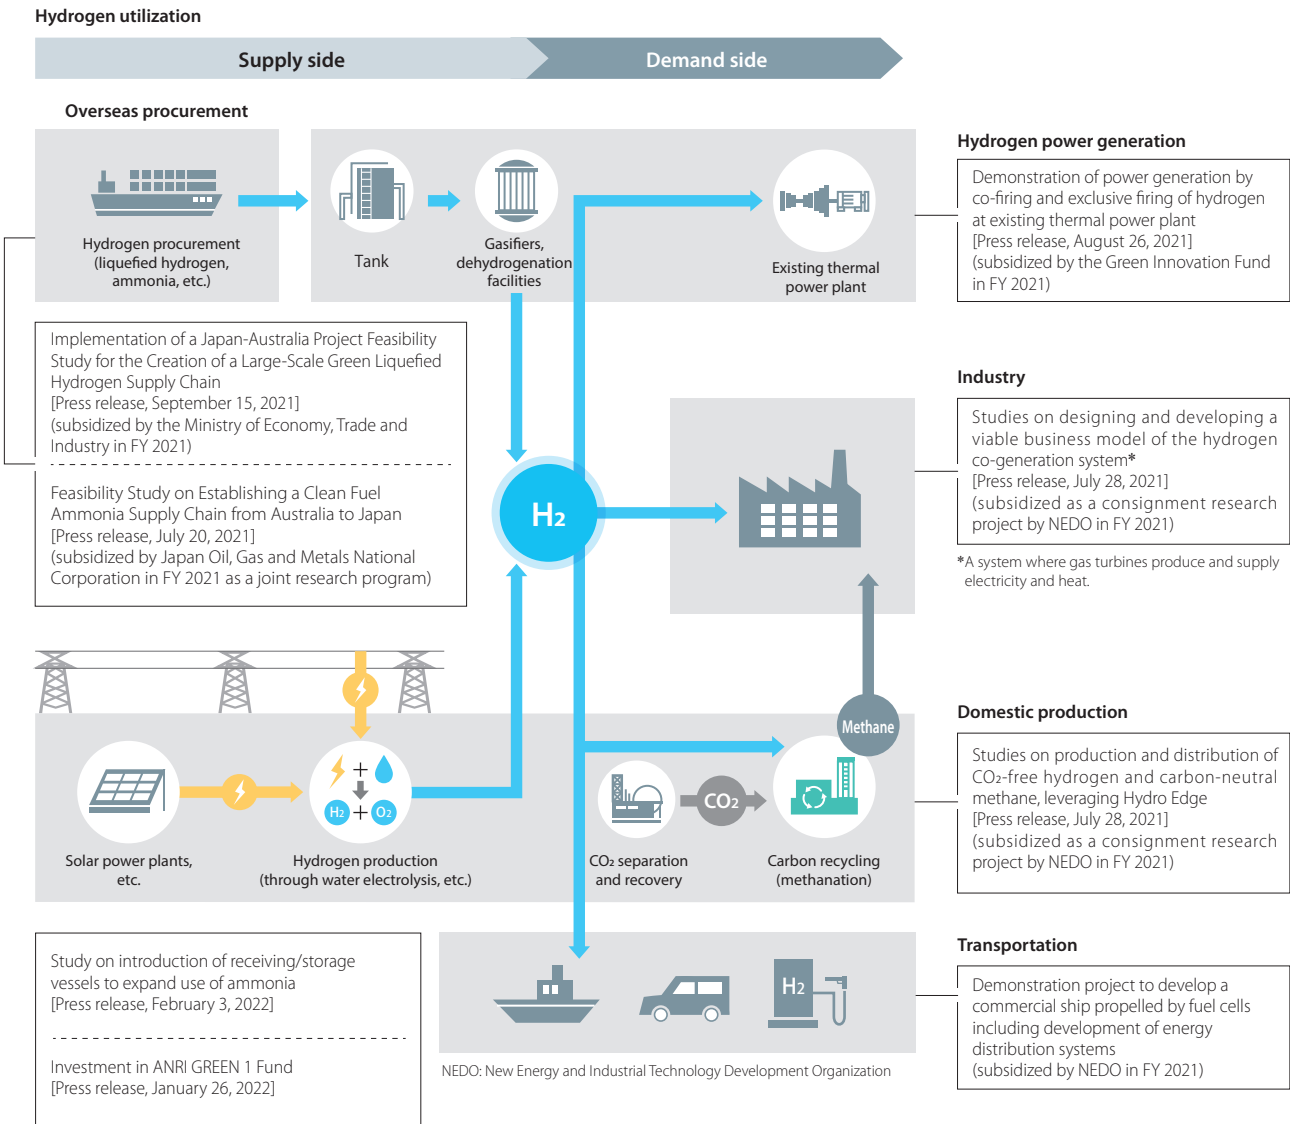 Hydrogen utilization
Supply side
Demand side
Overseas procurement
Hydrogen procurement
(liquefied hydrogen,
ammonia, etc.)
Tank
Gasifiers,
dehydrogenation
facilities
Existing thermal
power plant
Hydrogen power generation
Demonstration of power generation by
co-firing and exclusive firing of hydrogen
at existing thermal power plant
[Press release, August 26, 2021]
(subsidized by the Green Innovation Fund
in FY 2021)
Implementation of a Japan-Australia Project Feasibility
Study for the Creation of a Large-Scale Green Liquefied
Hydrogen Supply Chain
[Press release, September 15, 2021]
(subsidized by the Ministry of Economy, Trade and
Industry in FY 2021)
Feasibility Study on Establishing a Clean Fuel
Ammonia Supply Chain from Australia to Japan
[Press release, July 20, 2021]
(subsidized by Japan Oil, Gas and Metals National
Corporation in FY 2021 as a joint research program)
H₂
Industry
Studies on designing and developing a
viable business model of the hydrogen
co-generation system*
[Press release, July 28, 2021]
(subsidized as a consignment research
project by NEDO in FY 2021)
*A system where gas turbines produce and supply
electricity and heat.
Solar power plants,
etc.
+
H₂ + O₂
Hydrogen production
(through water electrolysis, etc.)
CO₂ separation
and recovery
CO₂
Methane
Carbon recycling
(methanation)
Domestic production
Studies on production and distribution of
CO₂-free hydrogen and carbon-neutral
methane, leveraging Hydro Edge
[Press release, July 28, 2021]
(subsidized as a consignment research
project by NEDO in FY 2021)
Study on introduction of receiving/storage
vessels to expand use of ammonia
[Press release, February 3, 2022]
Investment in ANRI GREEN 1 Fund
[Press release, January 26, 2022]
H₂
NEDO: New Energy and Industrial Technology Development Organization
Transportation
Demonstration project to develop a
commercial ship propelled by fuel cells
including development of energy
distribution systems
(subsidized by NEDO in FY 2021)